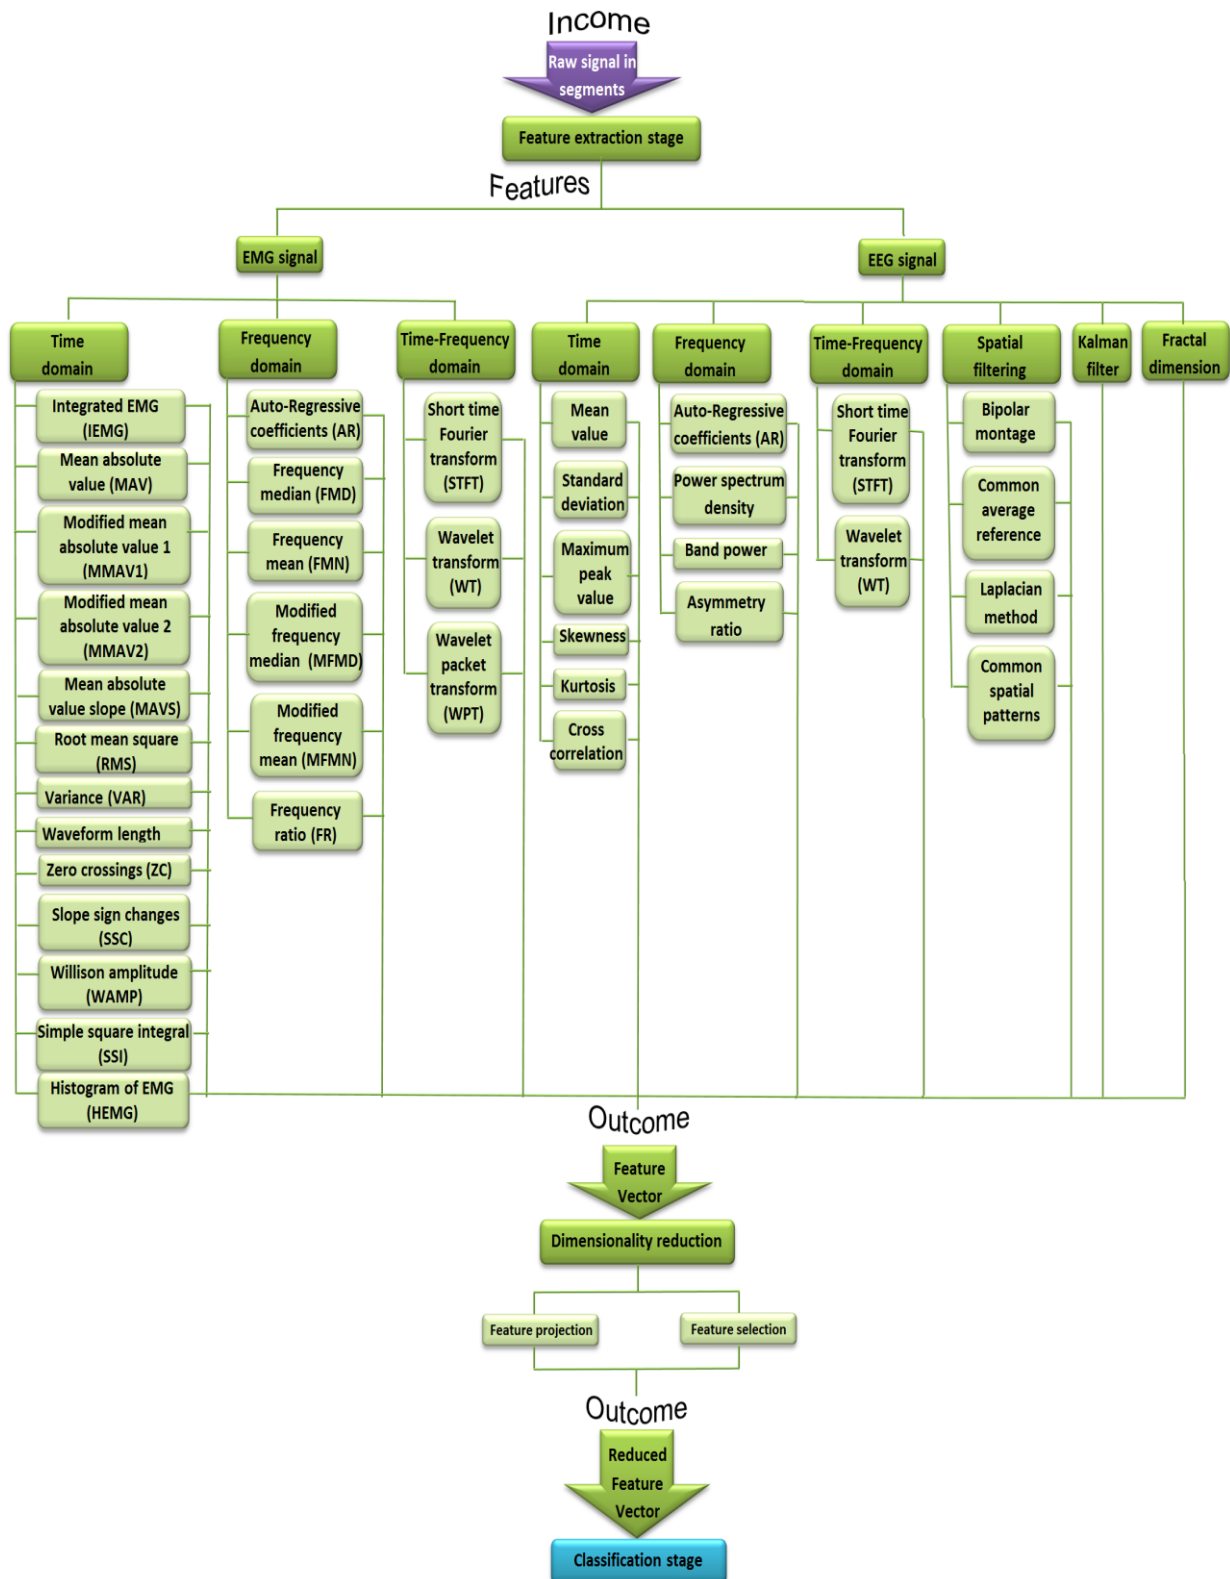 Income
Raw signal in
segments
Feature extraction stage
Features
EMG signal
EEG signal
Time
domain
Integrated EMG
(IEMG)
Mean absolute
value (MAV)
Modified mean
absolute value 1
(MMAV1)
Modified mean
absolute value 2
(MMAV2)
Mean absolute
value slope (MAVS)
Root mean square
(RMS)
Variance (VAR)
Waveform length
Zero crossings (ZC)
Slope sign changes
(SSC)
Willison amplitude
(WAMP)
Simple square integral
(SSI)
Histogram of EMG
(HEMG)
Frequency
domain
Auto-Regressive
coefficients (AR)
Frequency
median (FMD)
Frequency
mean (FMN)
Modified
frequency
median (MFMD)
Modified
frequency
mean (MFMN)
Frequency
ratio (FR)
Time-Frequency
domain
Short time
Fourier
transform
(STFT)
Wavelet
transform
(WT)
Wavelet
packet
transform
(WPT)
Time
domain
Mean
value
Standard
deviation
Maximum
peak
value
Skewness
Kurtosis
Cross
correlation
Frequency
domain
Auto-Regressive
coefficients (AR)
Power spectrum
density
Band power
Asymmetry
ratio
Time-Frequency
domain
Short time
Fourier
transform
(STFT)
Wavelet
transform
(WT)
Spatial
filtering
Bipolar
montage
Common
average
reference
Laplacian
method
Common
spatial
patterns
Kalman
filter
Fractal
dimension
Outcome
Feature
Vector
Dimensionality reduction
Feature projection
Feature selection
Outcome
Reduced
Feature
Vector
Classification stage